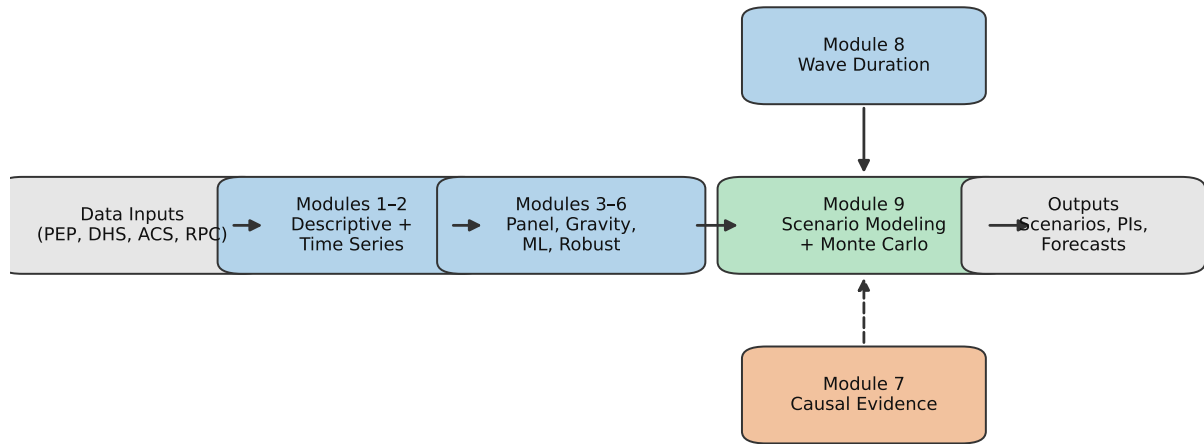 Module 8
Wave Duration
Data Inputs
(PEP, DHS, ACS, RPC)
Modules 1–2
Descriptive +
Time Series
Modules 3–6
Panel, Gravity,
ML, Robust
Module 9
Scenario Modeling
+ Monte Carlo
Outputs
Scenarios, PIs,
Forecasts
Module 7
Causal Evidence